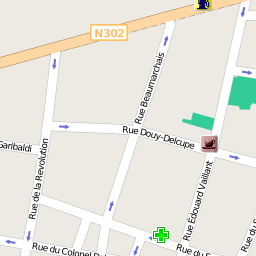 N302
Rue Beaumarchais
Rue Douy-Delcupe
Garibaldi
Rue de la Révolution
Rue Édouard Vaillant
Rue du Colonel D
Rue du S